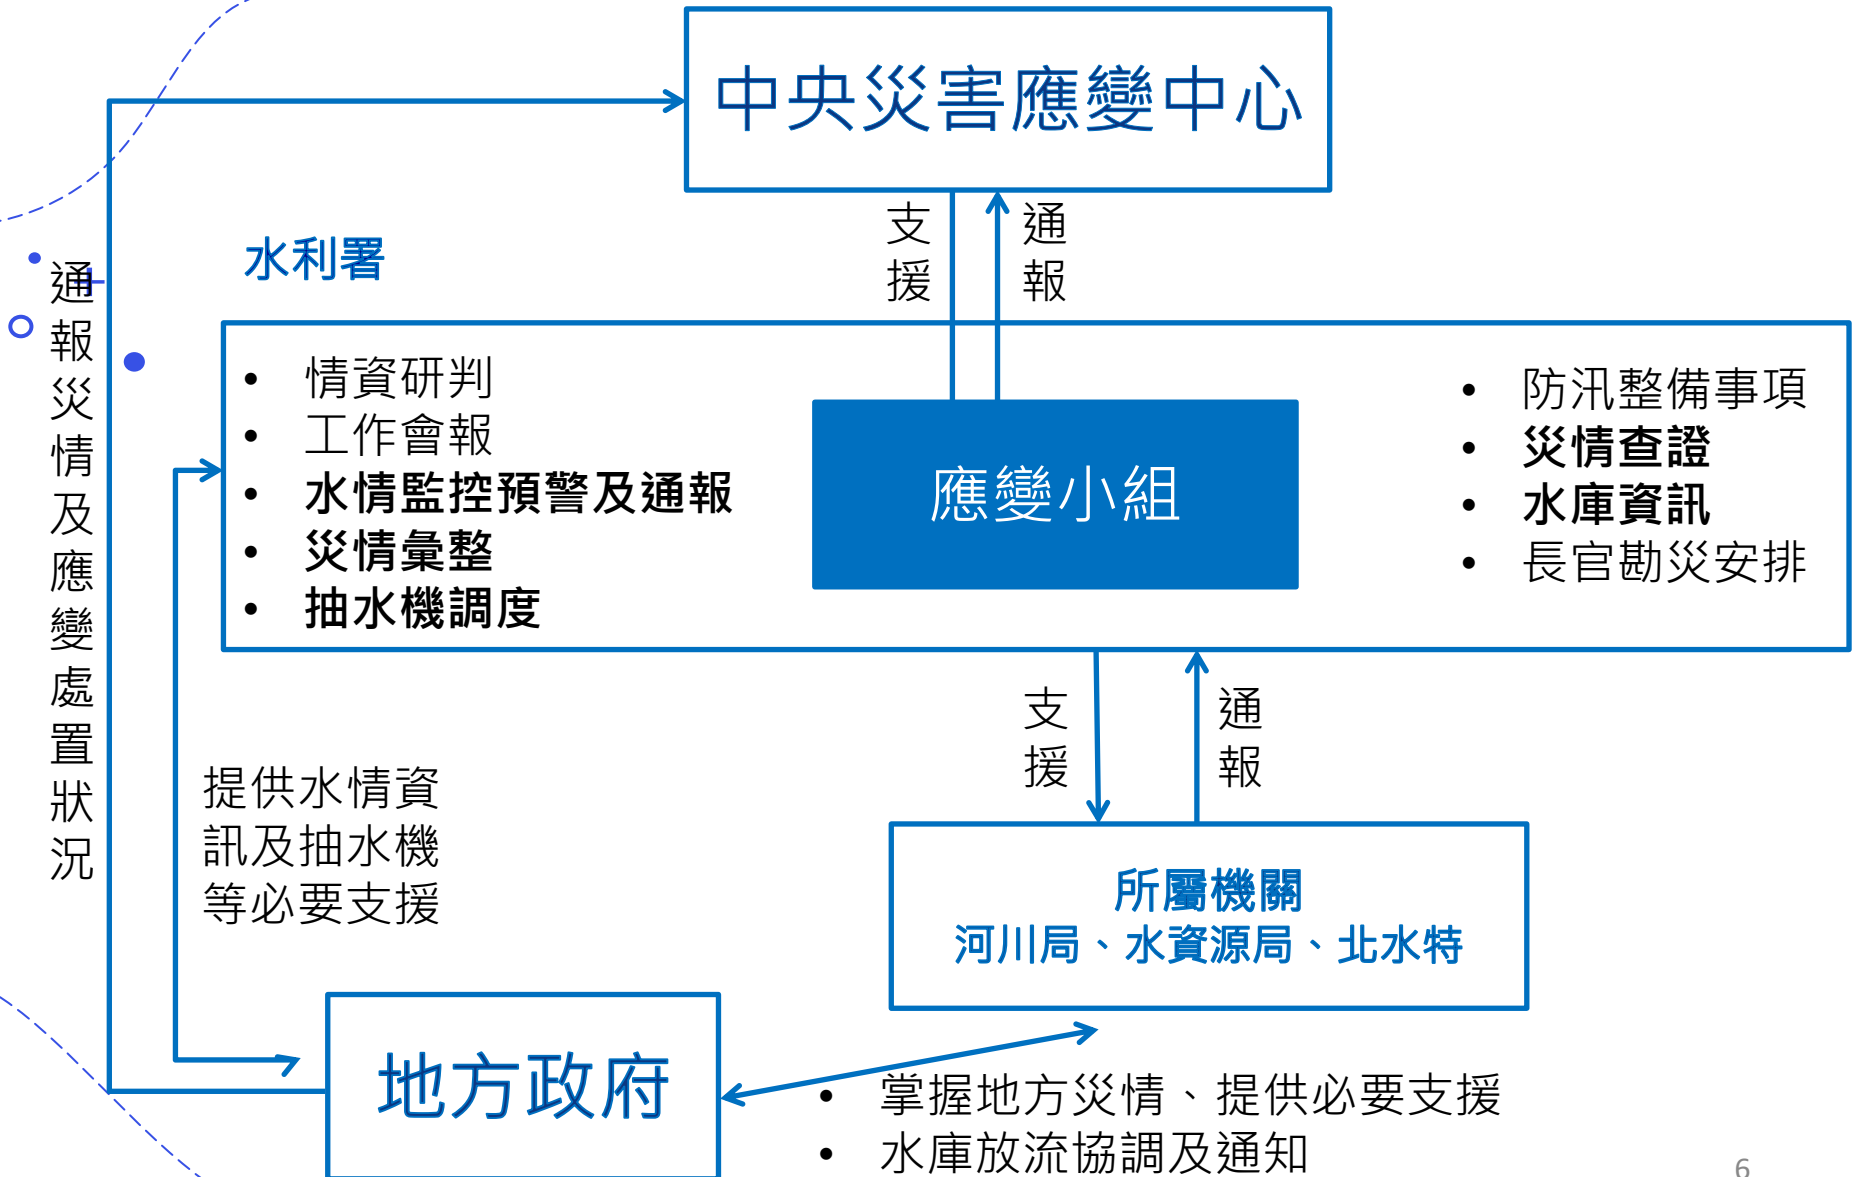 中央災害應變中心
支援
通報
水利署
通報災情及應變處置狀況
• 情資研判
• 工作會報
• 水情監控預警及通報
• 災情彙整
• 抽水機調度
應變小組
• 防汛整備事項
• 災情查證
• 水庫資訊
• 長官勘災安排
支援
通報
提供水情資
訊及抽水機
等必要支援
所屬機關
河川局、水資源局、北水特
地方政府
• 掌握地方災情、提供必要支援
• 水庫放流協調及通知
6